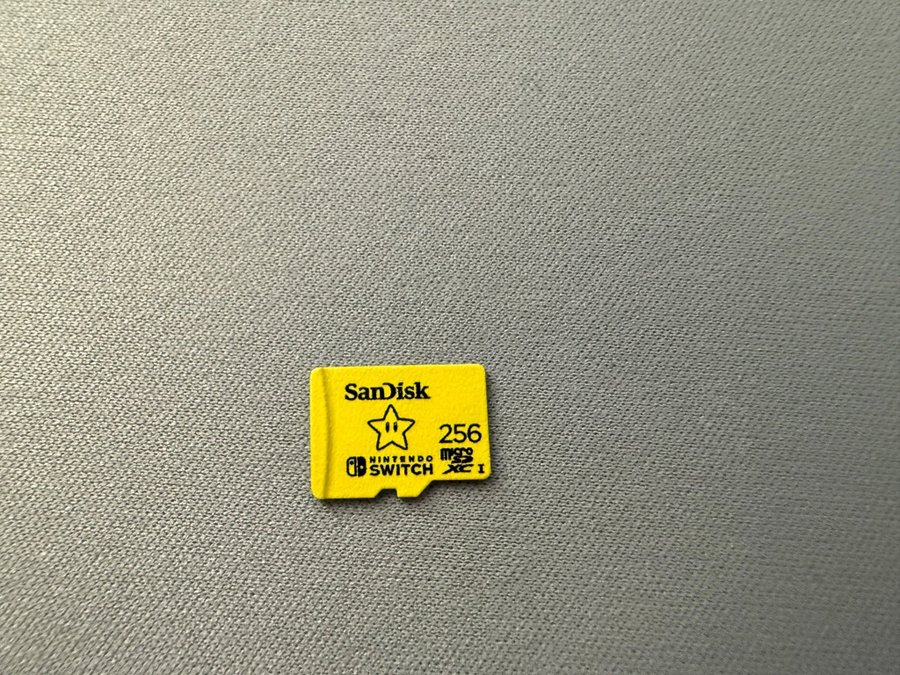 SanDisk
256
NINTENDO
SWITCH
micro
SD
XC I